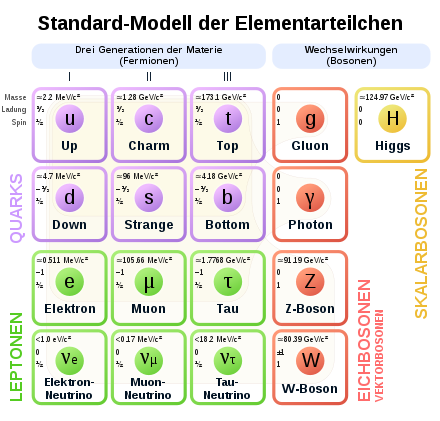 Standard-Modell der Elementarteilchen
Drei Generationen der Materie
(Fermionen)
Wechselwirkungen
(Bosonen)
I II III
Masse
Ladung
Spin
≃2.2 MeV/c²
⅔
½
u
Up
≃1.28 GeV/c²
⅔
½
c
Charm
≃173.1 GeV/c²
⅔
½
t
Top
0
0
1
g
Gluon
≃124.97 GeV/c²
0
0
H
Higgs
QUARKS
≃4.7 MeV/c²
−⅓
½
d
Down
≃96 MeV/c²
−⅓
½
s
Strange
≃4.18 GeV/c²
−⅓
½
b
Bottom
0
0
1
γ
Photon
SKALARBOSONEN
LEPTONEN
≃0.511 MeV/c²
−1
½
e
Elektron
≃105.66 MeV/c²
−1
½
μ
Muon
≃1.7768 GeV/c²
−1
½
τ
Tau
≃91.19 GeV/c²
0
1
Z
Z-Boson
EICHBOSONEN
VEKTORBOSONEN
<1.0 eV/c²
0
½
νe
Elektron-
Neutrino
<0.17 MeV/c²
0
½
νμ
Muon-
Neutrino
<18.2 MeV/c²
0
½
ντ
Tau-
Neutrino
≃80.39 GeV/c²
±1
1
W
W-Boson